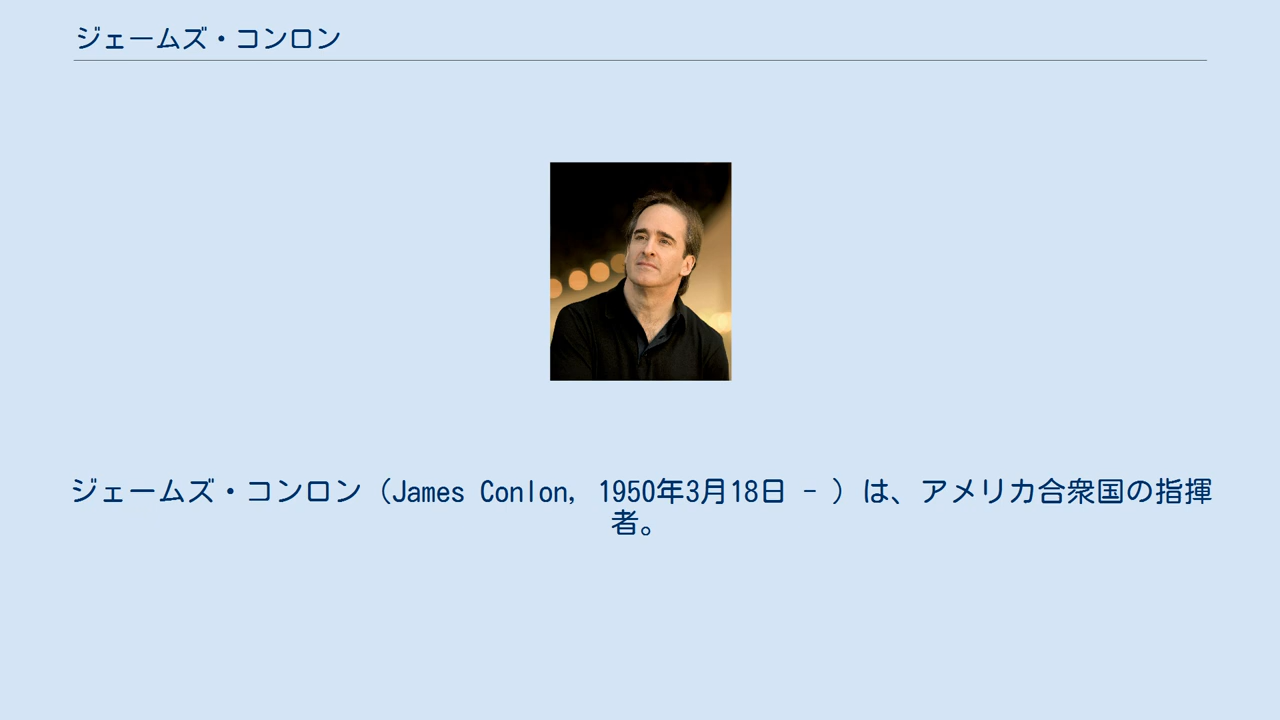 ジェームズ・コンロン
ジェームズ・コンロン（James Conlon, 1950年3月18日 - ）は、アメリカ合衆国の指揮
者。